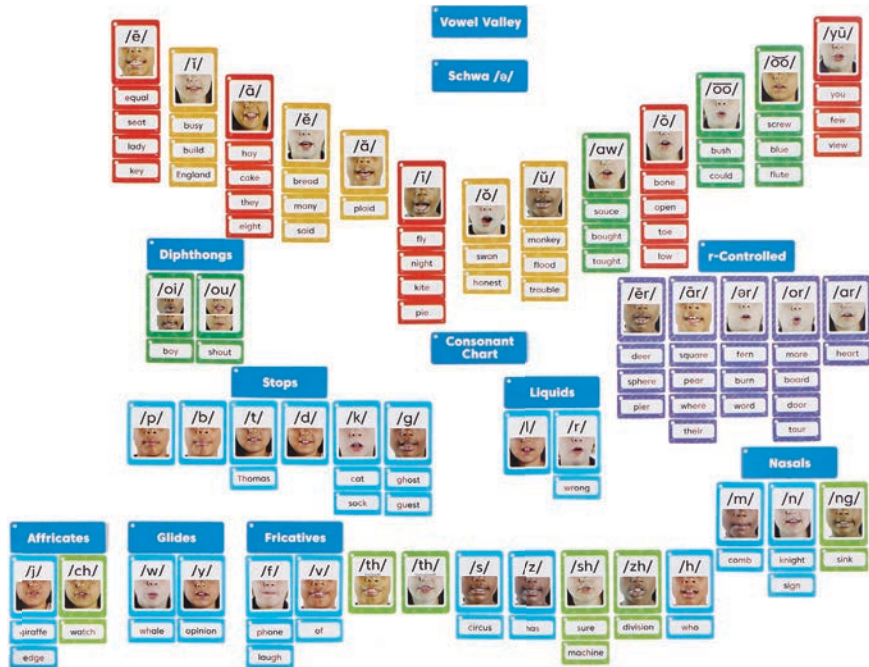 Vowel Valley
Schwa /ə/
/ē/
equal
seat
lady
key
/ĭ/
busy
build
England
/ā/
hay
cake
they
eight
/ĕ/
bread
many
said
/ă/
plaid
/ī/
fly
night
kite
pie
/ŏ/
swan
honest
/ŭ/
monkey
flood
trouble
/aw/
sauce
bought
taught
/ō/
bone
open
toe
low
/o͞o/
bush
could
/o͝o/
screw
blue
flute
/yū/
you
few
view
Diphthongs
/oi/
boy
/ou/
shout
r-Controlled
/ēr/
deer
sphere
pier
/ār/
square
pear
where
their
/ər/
fern
burn
word
/or/
more
board
door
tour
/ar/
heart
Consonant
Chart
Stops
/p/
/b/
/t/
Thomas
/d/
/k/
cat
sock
/g/
ghost
guest
Liquids
/l/
/r/
wrong
Nasals
/m/
comb
/n/
knight
sign
/ng/
sink
Affricates
/j/
giraffe
edge
/ch/
watch
Glides
/w/
whale
/y/
opinion
Fricatives
/f/
phone
laugh
/v/
of
/th/
/th/
/s/
circus
/z/
has
/sh/
sure
machine
/zh/
division
/h/
who